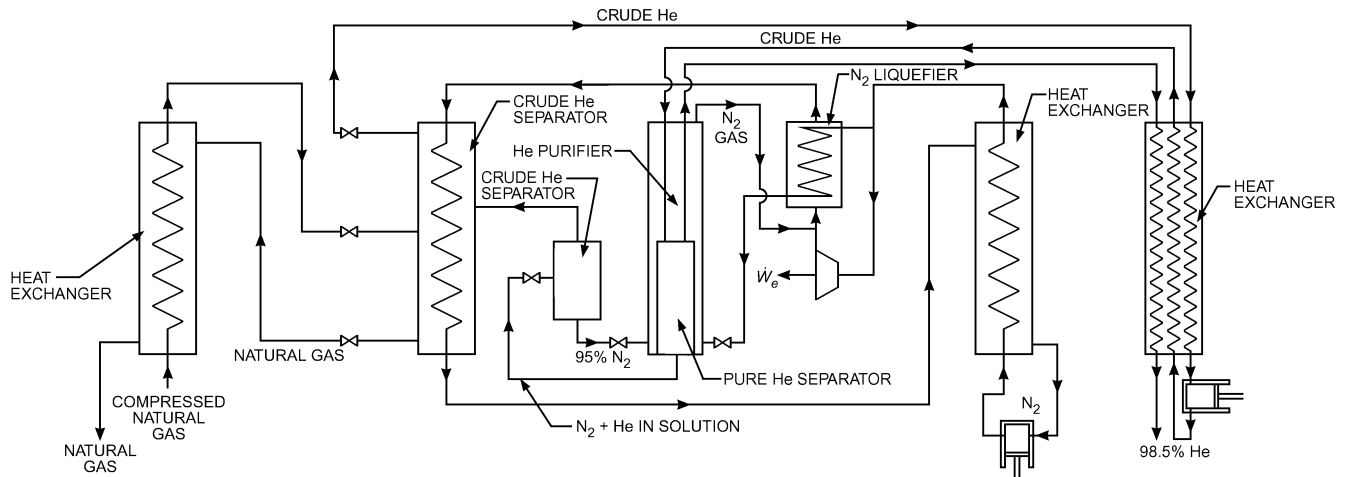 CRUDE He
CRUDE He
N₂ LIQUEFIER
HEAT
EXCHANGER
CRUDE He
SEPARATOR
N₂
GAS
He PURIFIER
CRUDE He
SEPARATOR
HEAT
EXCHANGER
HEAT
EXCHANGER
Ẇₑ
NATURAL GAS
95% N₂
PURE He SEPARATOR
COMPRESSED
NATURAL
GAS
N₂
N₂ + He IN SOLUTION
NATURAL
GAS
98.5% He